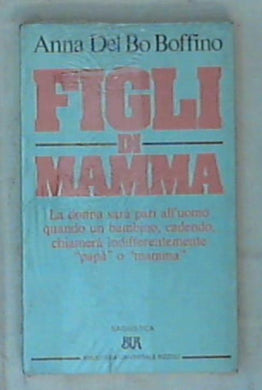 Anna Del Bo Boffino
FIGLI
DI
MAMMA
La donna sarà pari all'uomo
quando un bambino, cadendo,
chiamerà indifferentemente
"papà" o "mamma"
SAGGISTICA
BUR
BIBLIOTECA UNIVERSALE RIZZOLI